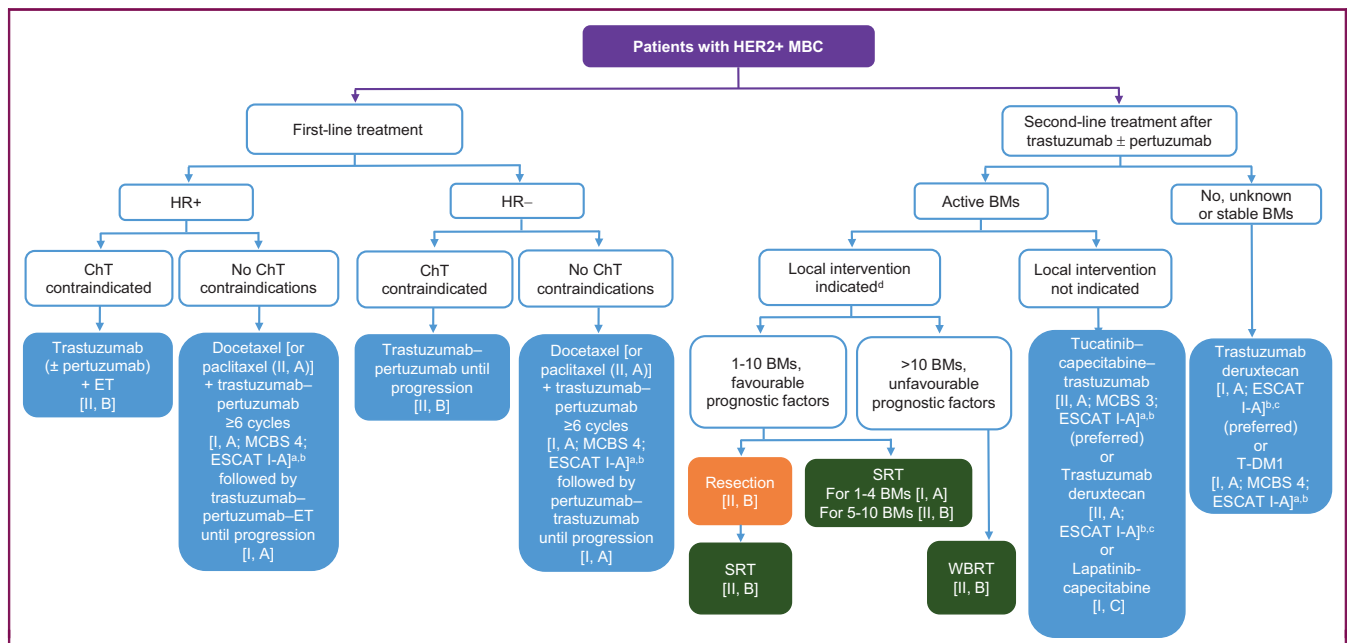 Patients with HER2+ MBC
First-line treatment
Second-line treatment after
trastuzumab ± pertuzumab
HR+
HR–
Active BMs
No, unknown
or stable BMs
ChT
contraindicated
No ChT
contraindications
ChT
contraindicated
No ChT
contraindications
Local intervention
indicatedᵈ
Local intervention
not indicated
Trastuzumab
(± pertuzumab)
+ ET
[II, B]
Docetaxel [or
paclitaxel (II, A)]
+ trastuzumab–
pertuzumab
≥6 cycles
[I, A; MCBS 4;
ESCAT I-A]ᵃ,ᵇ
followed by
trastuzumab–
pertuzumab–ET
until progression
[I, A]
Trastuzumab–
pertuzumab until
progression
[II, B]
Docetaxel [or
paclitaxel (II, A)]
+ trastuzumab–
pertuzumab
≥6 cycles
[I, A; MCBS 4;
ESCAT I-A]ᵃ,ᵇ
followed by
pertuzumab–
trastuzumab
until progression
[I, A]
1-10 BMs,
favourable
prognostic factors
>10 BMs,
unfavourable
prognostic factors
Resection
[II, B]
SRT
For 1-4 BMs [I, A]
For 5-10 BMs [II, B]
SRT
[II, B]
WBRT
[II, B]
Tucatinib–
capecitabine–
trastuzumab
[II, A; MCBS 3;
ESCAT I-A]ᵃ,ᵇ
(preferred)
or
Trastuzumab
deruxtecan
[II, A;
ESCAT I-A]ᵇ,ᶜ
or
Lapatinib-
capecitabine
[I, C]
Trastuzumab
deruxtecan
[I, A; ESCAT
I-A]ᵇ,ᶜ
(preferred)
or
T-DM1
[I, A; MCBS 4;
ESCAT I-A]ᵃ,ᵇ